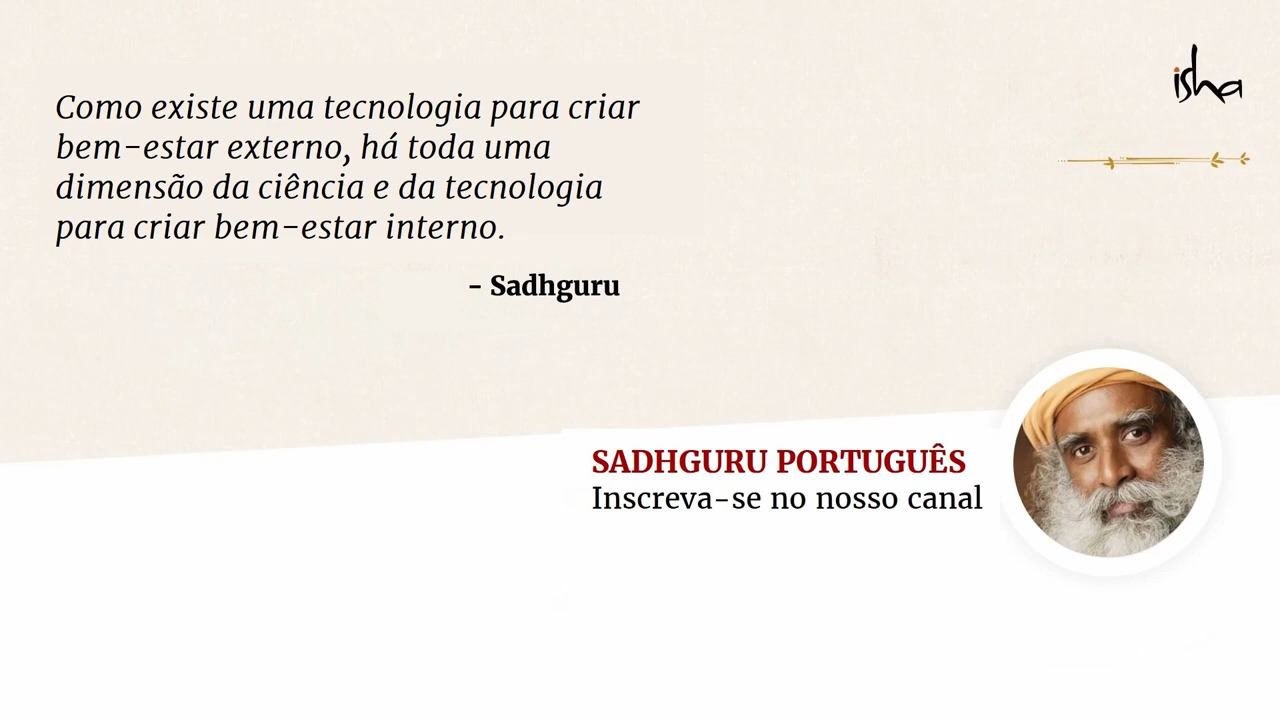 Como existe uma tecnologia para criar
bem-estar externo, há toda uma
dimensão da ciência e da tecnologia
para criar bem-estar interno.
- Sadhguru
isha
SADHGURU PORTUGUÊS
Inscreva-se no nosso canal